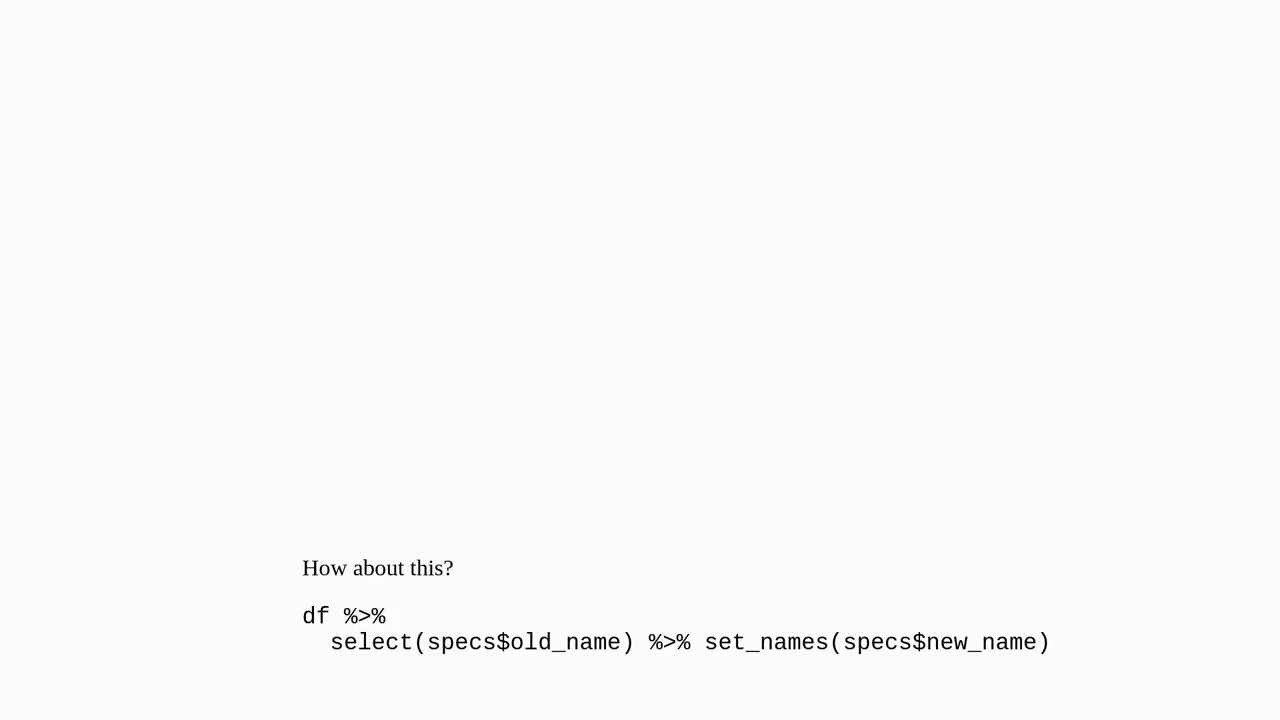 How about this?
df %>%
  select(specs$old_name) %>% set_names(specs$new_name)